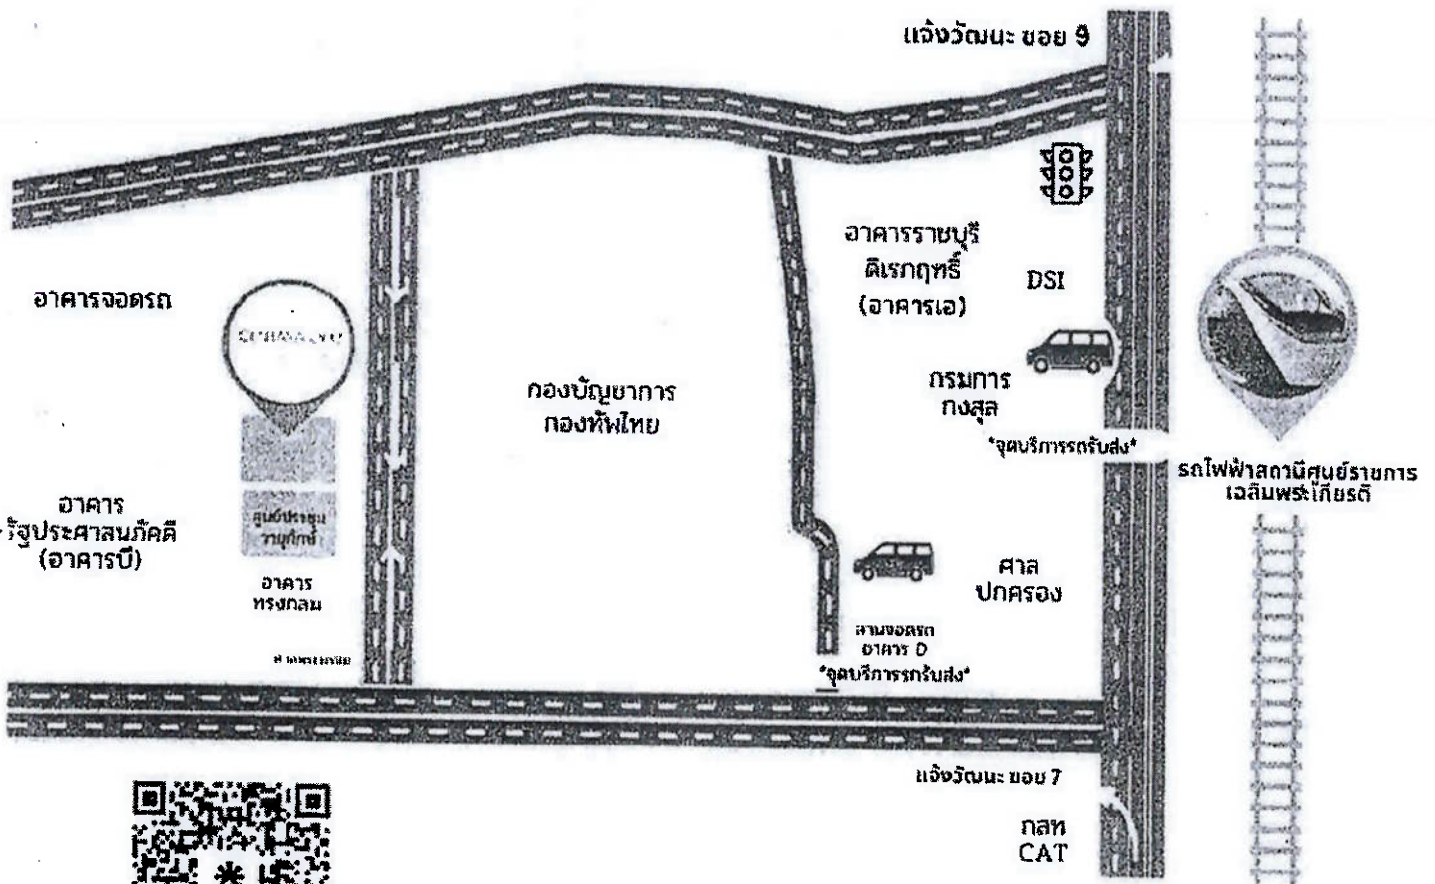 แจ้งวัฒนะ ซอย 9
อาคารราชบุรี
ดิเรกฤทธิ์
(อาคารเอ)
DSI
อาคารจอดรถ
กรมการ
กงสุล
*จุดบริการรถรับส่ง*
กองบัญชาการ
กองทัพไทย
รถไฟฟ้าสถานีศูนย์ราชการ
เฉลิมพระเกียรติ
อาคาร
รัฐประศาสนภักดี
(อาคารบี)
ศูนย์ประชุม
วายุภักษ์
อาคาร
ทรงกลม
ศาล
ปกครอง
ลานจอดรถ
อาคาร D
*จุดบริการรถรับส่ง*
แจ้งวัฒนะ ซอย 7
กสท
CAT